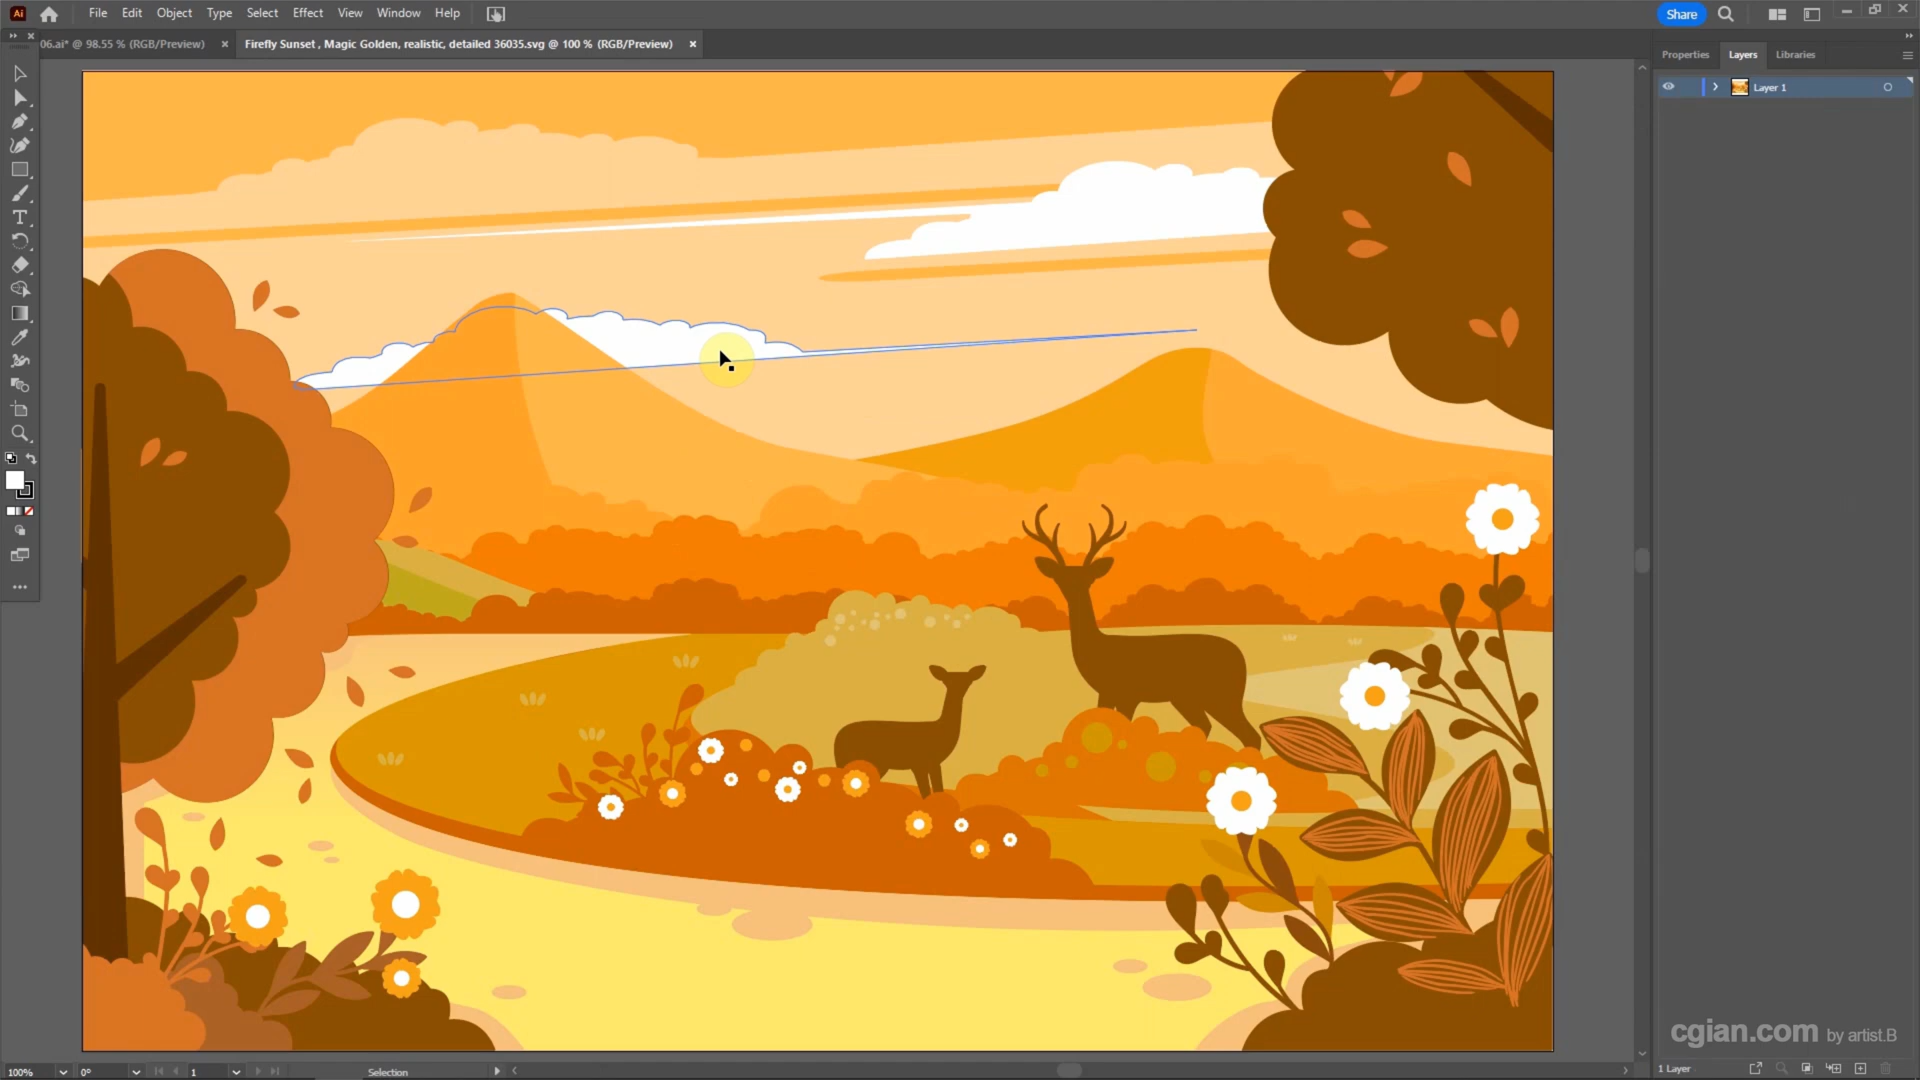 Ai File Edit Object Type Select Effect View Window Help Share
06.ai* @ 98.55 % (RGB/Preview) × Firefly Sunset , Magic Golden, realistic, detailed 36035.svg @ 100 % (RGB/Preview) ×
Properties Layers Libraries
Layer 1
cgian.com by artist.B
100% 0° 1 Selection 1 Layer